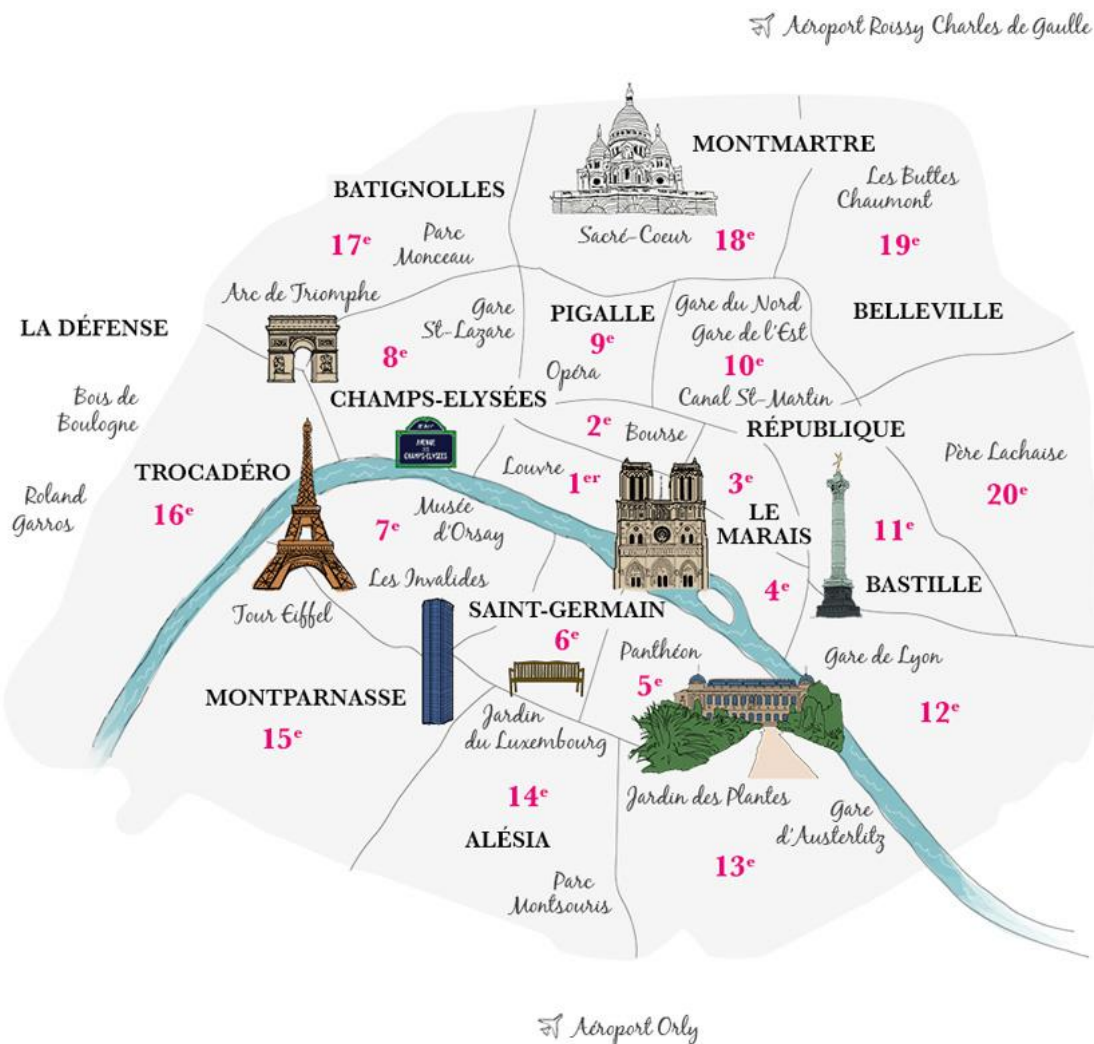 Aéroport Roissy Charles de Gaulle
MONTMARTRE
BATIGNOLLES
Les Buttes
Chaumont
Parc
Monceau
17e
Sacré-Coeur
18e
19e
Arc de Triomphe
Gare
St-Lazare
PIGALLE
Gare du Nord
Gare de l'Est
BELLEVILLE
LA DÉFENSE
8e
9e
10e
Opéra
Bois de
Boulogne
CHAMPS-ELYSÉES
Canal St-Martin
2e
Bourse
RÉPUBLIQUE
AVENUE
DES
CHAMPS-ELYSÉES
TROCADÉRO
Louvre
1er
3e
Père Lachaise
20e
Roland
Garros
16e
7e
Musée
d'Orsay
LE
MARAIS
11e
Les Invalides
4e
BASTILLE
Tour Eiffel
SAINT-GERMAIN
6e
Panthéon
5e
Gare de Lyon
12e
MONTPARNASSE
15e
Jardin
du Luxembourg
14e
Jardin des Plantes
Gare
d'Austerlitz
ALÉSIA
13e
Parc
Montsouris
Aéroport Orly